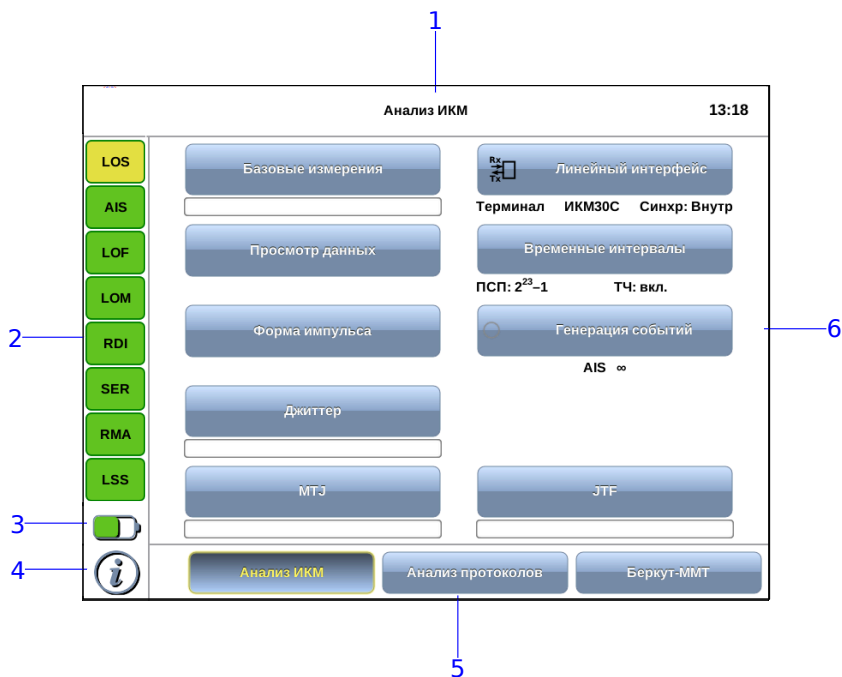 1
Анализ ИКМ 13:18
LOS
AIS
LOF
LOM
RDI
SER
RMA
LSS
2
3
4
Базовые измерения
Просмотр данных
Форма импульса
Джиттер
MTJ
Rx
Tx
Линейный интерфейс
Терминал ИКМ30С Синхр: Внутр
Временные интервалы
ПСП: 2²³–1 ТЧ: вкл.
Генерация событий
AIS ∞
JTF
6
Анализ ИКМ Анализ протоколов Беркут-ММТ
5